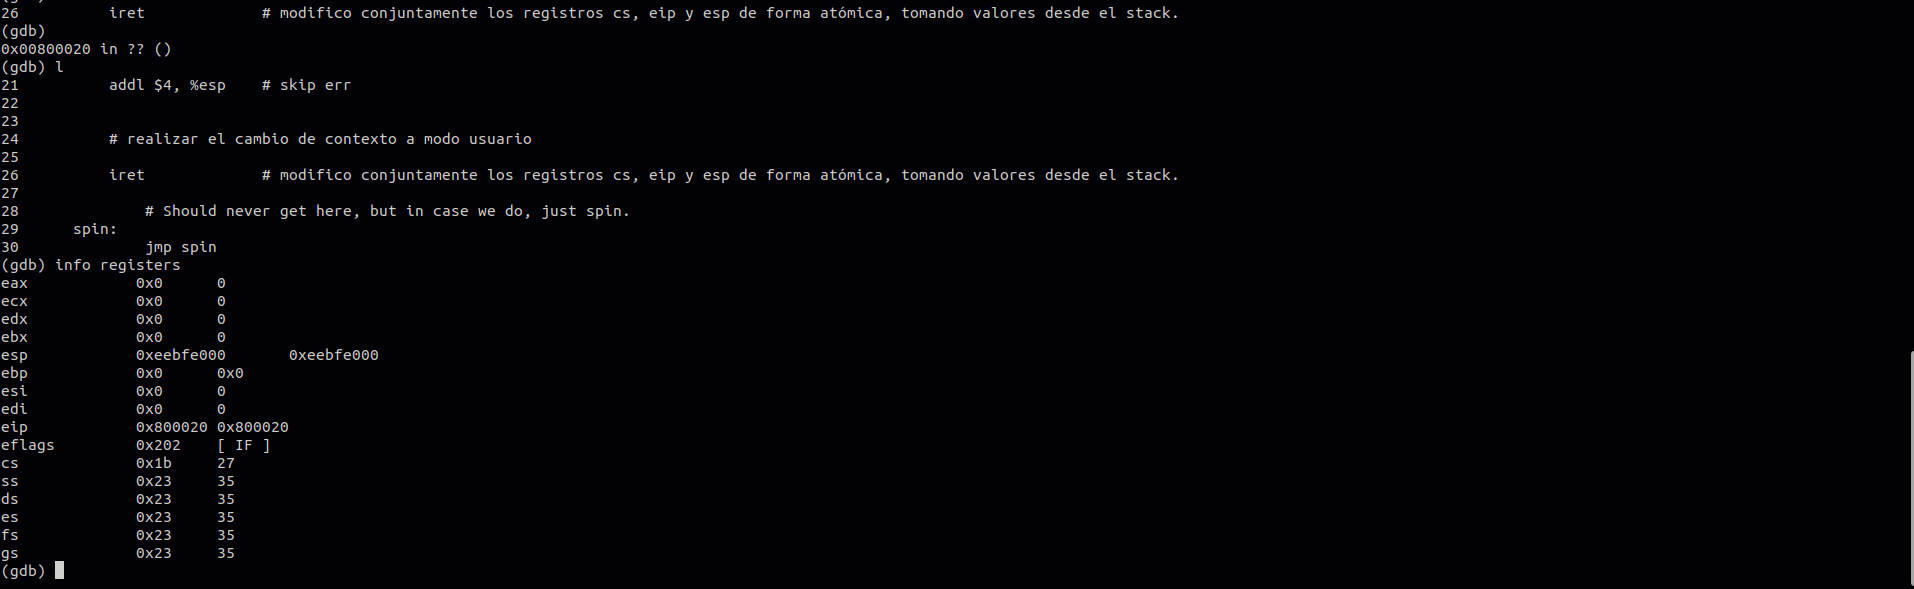 26          iret             # modifico conjuntamente los registros cs, eip y esp de forma atómica, tomando valores desde el stack.
(gdb)
0x00800020 in ?? ()
(gdb) l
21          addl $4, %esp    # skip err
22
23
24          # realizar el cambio de contexto a modo usuario
25
26          iret             # modifico conjuntamente los registros cs, eip y esp de forma atómica, tomando valores desde el stack.
27
28              # Should never get here, but in case we do, just spin.
29      spin:
30              jmp spin
(gdb) info registers
eax            0x0      0
ecx            0x0      0
edx            0x0      0
ebx            0x0      0
esp            0xeebfe000       0xeebfe000
ebp            0x0      0x0
esi            0x0      0
edi            0x0      0
eip            0x800020 0x800020
eflags         0x202    [ IF ]
cs             0x1b     27
ss             0x23     35
ds             0x23     35
es             0x23     35
fs             0x23     35
gs             0x23     35
(gdb)